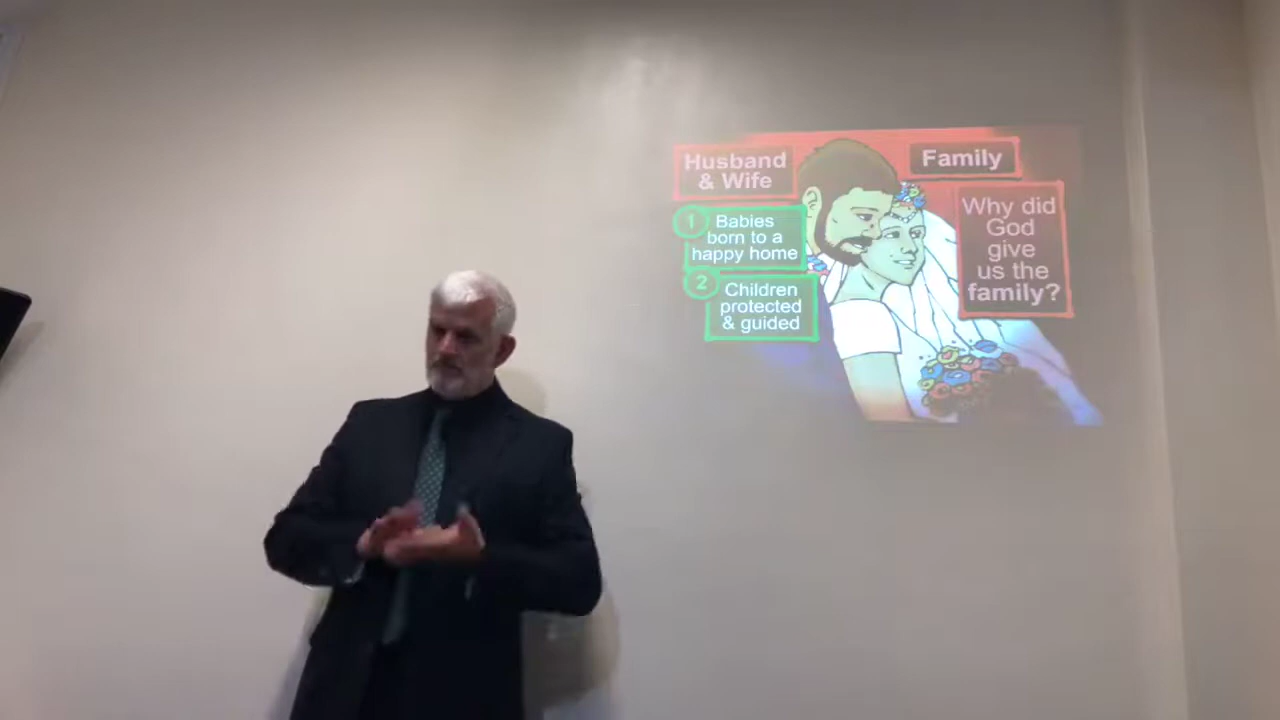 Husband
& Wife
1
Babies
born to a
happy home
2
Children
protected
& guided
Family
Why did
God
give
us the
family?